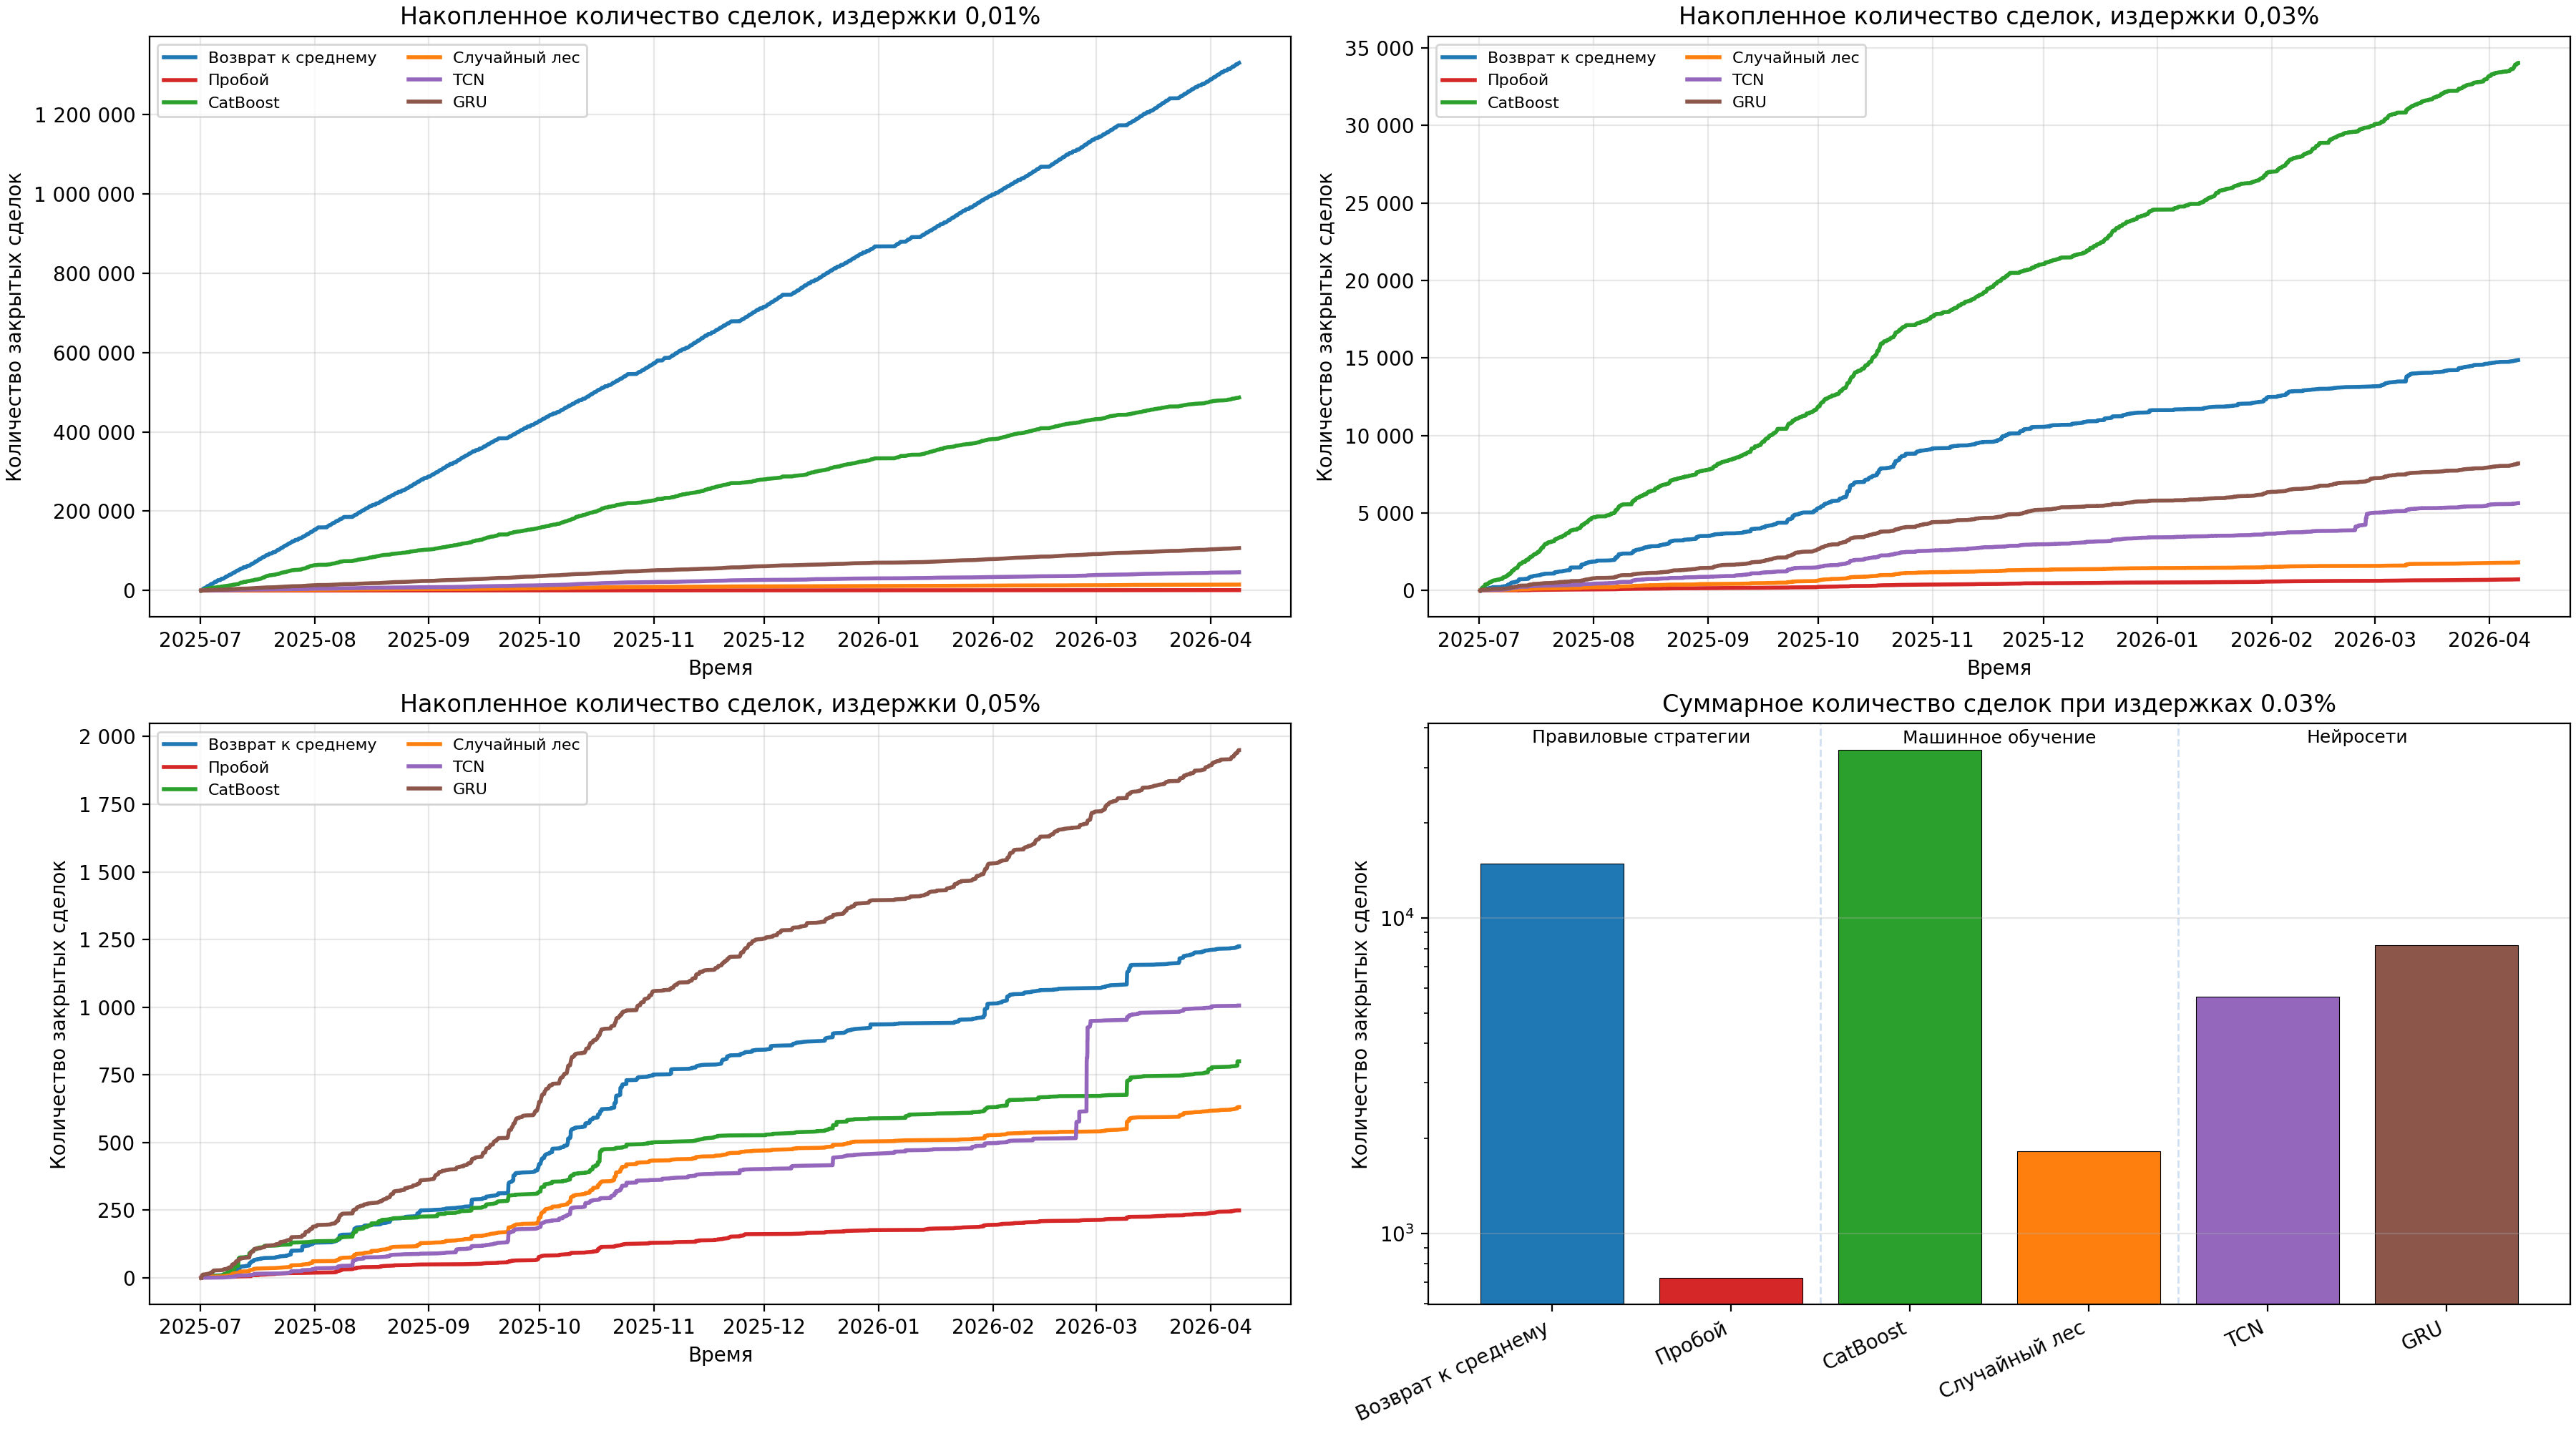 Накопленное количество сделок, издержки 0,01%
Возврат к среднему
Пробой
CatBoost
Случайный лес
TCN
GRU
Количество закрытых сделок
1 200 000
1 000 000
800 000
600 000
400 000
200 000
0
2025-07 2025-08 2025-09 2025-10 2025-11 2025-12 2026-01 2026-02 2026-03 2026-04
Время
Накопленное количество сделок, издержки 0,03%
Возврат к среднему
Пробой
CatBoost
Случайный лес
TCN
GRU
Количество закрытых сделок
35 000
30 000
25 000
20 000
15 000
10 000
5 000
0
2025-07 2025-08 2025-09 2025-10 2025-11 2025-12 2026-01 2026-02 2026-03 2026-04
Время
Накопленное количество сделок, издержки 0,05%
Возврат к среднему
Пробой
CatBoost
Случайный лес
TCN
GRU
Количество закрытых сделок
2 000
1 750
1 500
1 250
1 000
750
500
250
0
2025-07 2025-08 2025-09 2025-10 2025-11 2025-12 2026-01 2026-02 2026-03 2026-04
Время
Суммарное количество сделок при издержках 0.03%
Правиловые стратегии Машинное обучение Нейросети
Количество закрытых сделок
10⁴
10³
Возврат к среднему
Пробой
CatBoost
Случайный лес
TCN
GRU